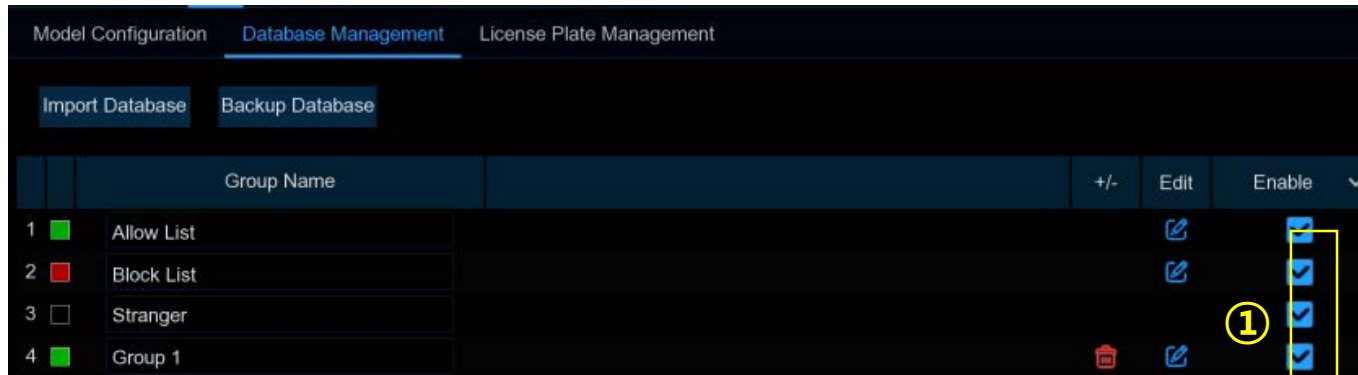 Model Configuration Database Management License Plate Management
Import Database Backup Database
Group Name +/- Edit Enable
1 Allow List
2 Block List
3 Stranger
①
4 Group 1